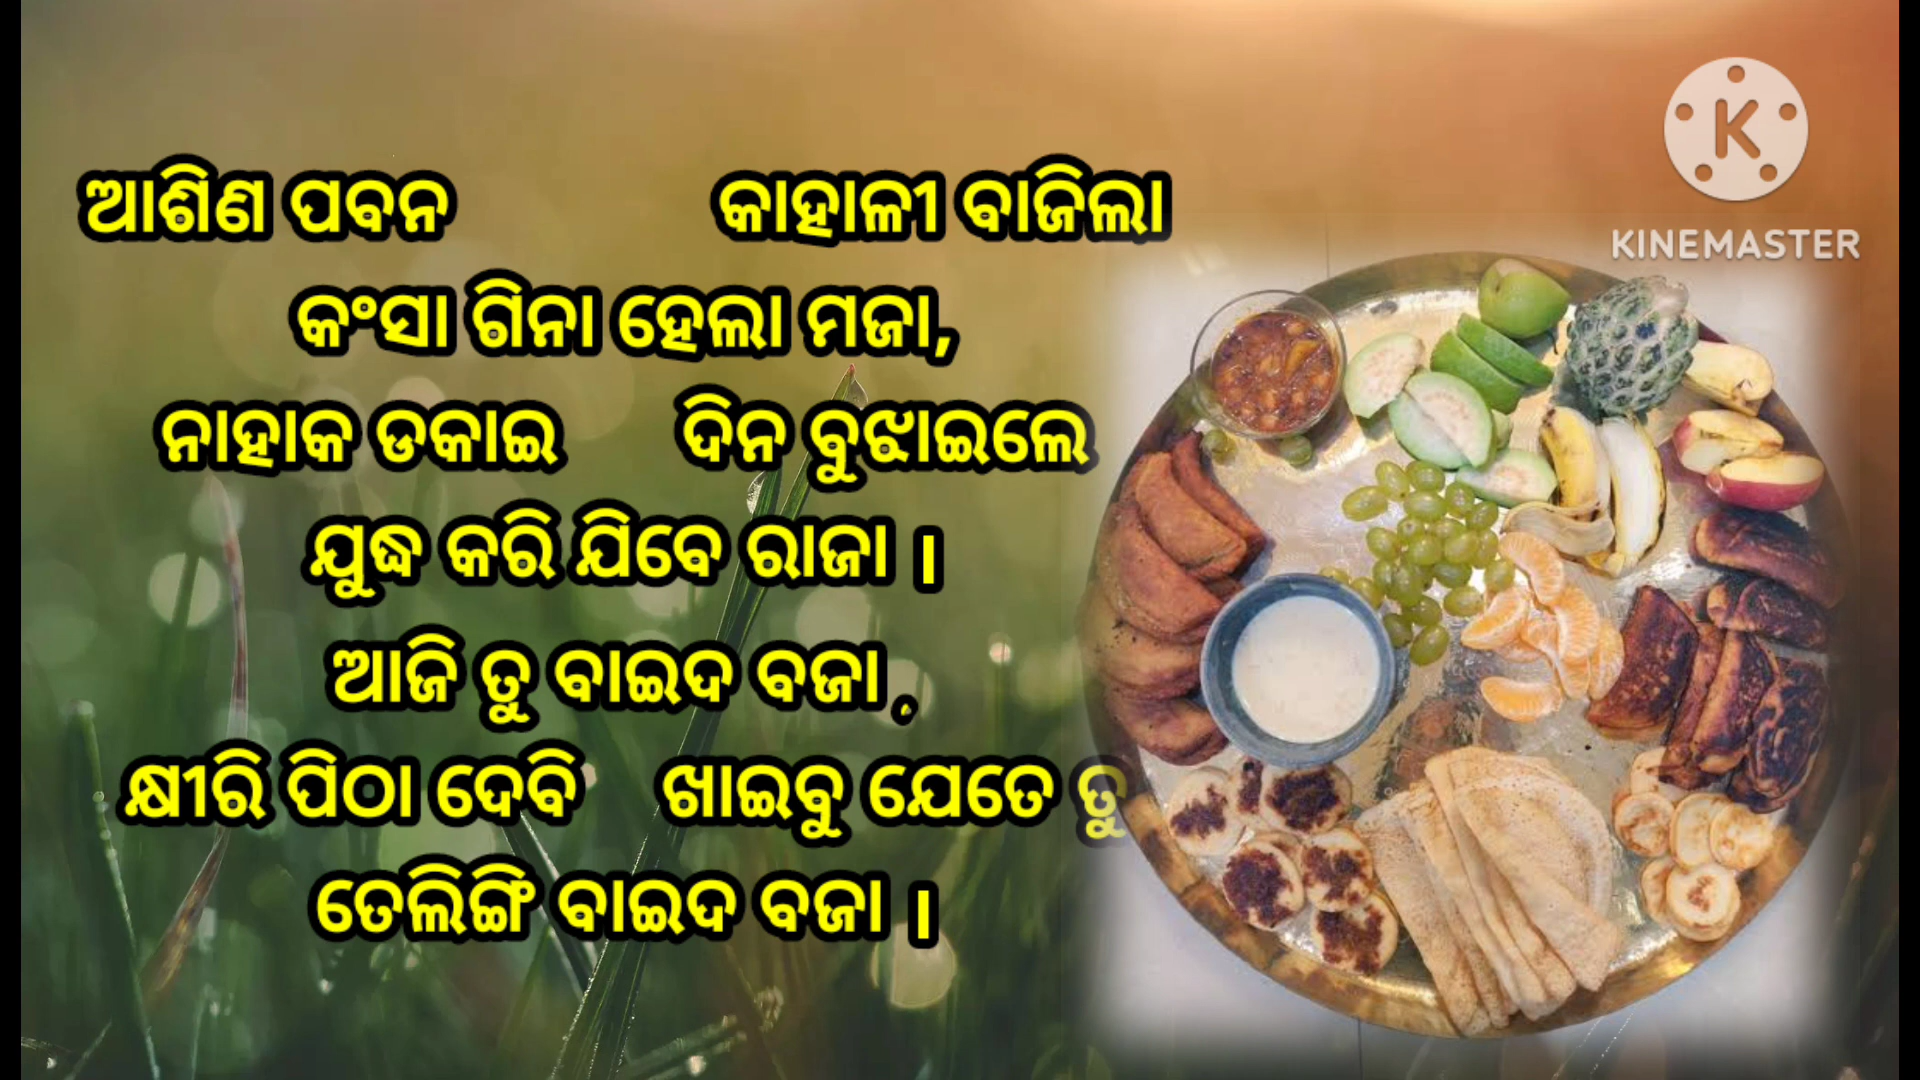 ଆଶିଣ ପବନ କାହାଳୀ ବାଜିଲା
କଂସା ଗିନା ହେଲା ମଜା,
ନାହାକ ଡକାଇ ଦିନ ବୁଝାଇଲେ
ଯୁଦ୍ଧ କରି ଯିବେ ରାଜା ।
ଆଜି ତୁ ବାଇଦ ବଜା .
କ୍ଷୀରି ପିଠା ଦେବି ଖାଇବୁ ଯେତେ ତୁ
ତେଲିଙ୍ଗି ବାଇଦ ବଜା ।
K
KINEMASTER